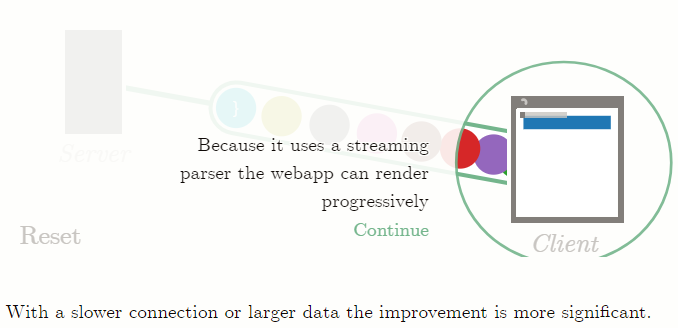 ]
Server
Because it uses a streaming
parser the webapp can render
progressively
Continue
Reset
Client
With a slower connection or larger data the improvement is more significant.